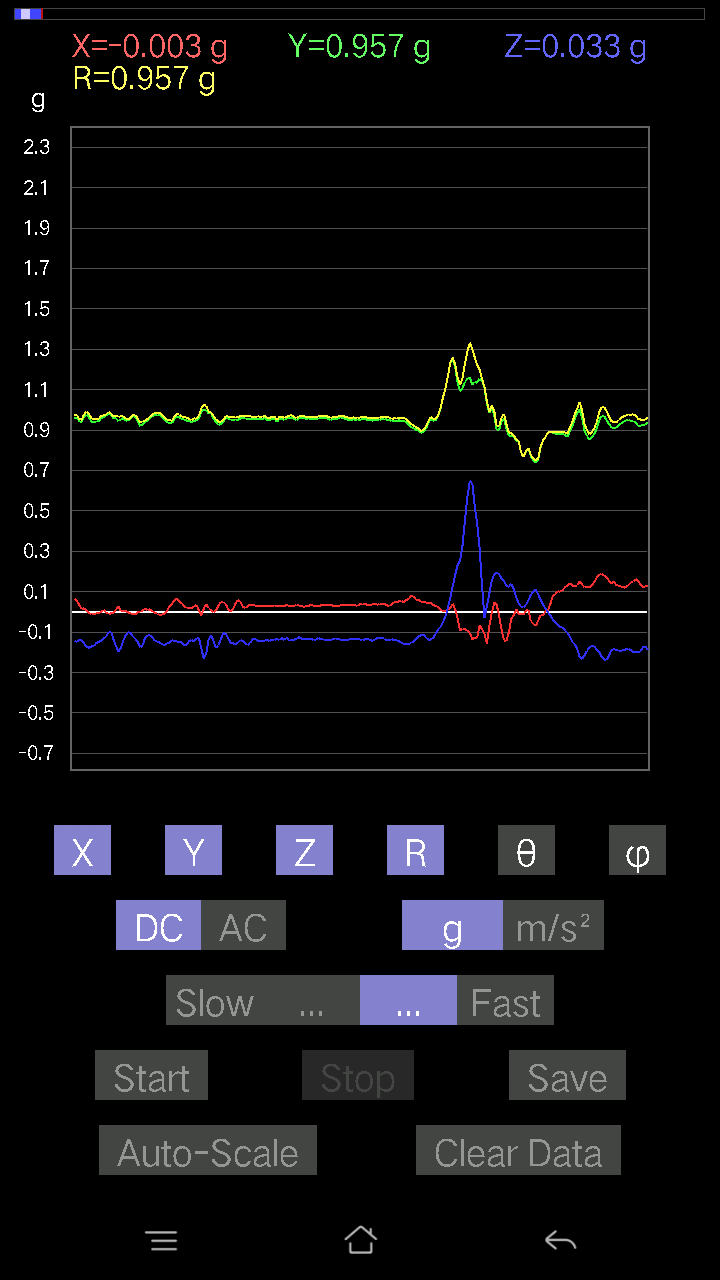 X=-0.003 g Y=0.957 g Z=0.033 g
R=0.957 g
g
2.3
2.1
1.9
1.7
1.5
1.3
1.1
0.9
0.7
0.5
0.3
0.1
-0.1
-0.3
-0.5
-0.7
X Y Z R θ φ
DC AC g m/s²
Slow ... ... Fast
Start Stop Save
Auto-Scale Clear Data